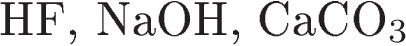 HF, NaOH, CaCO₃